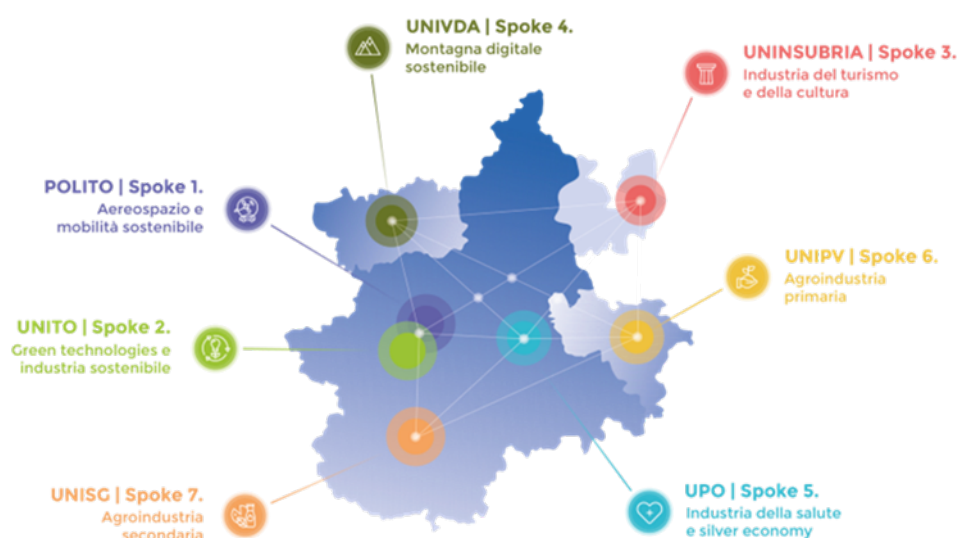 UNIVDA | Spoke 4.
Montagna digitale
sostenibile
UNINSUBRIA | Spoke 3.
Industria del turismo
e della cultura
POLITO | Spoke 1.
Aereospazio e
mobilità sostenibile
UNIPV | Spoke 6.
Agroindustria
primaria
UNITO | Spoke 2.
Green technologies e
industria sostenibile
UNISG | Spoke 7.
Agroindustria
secondaria
UPO | Spoke 5.
Industria della salute
e silver economy